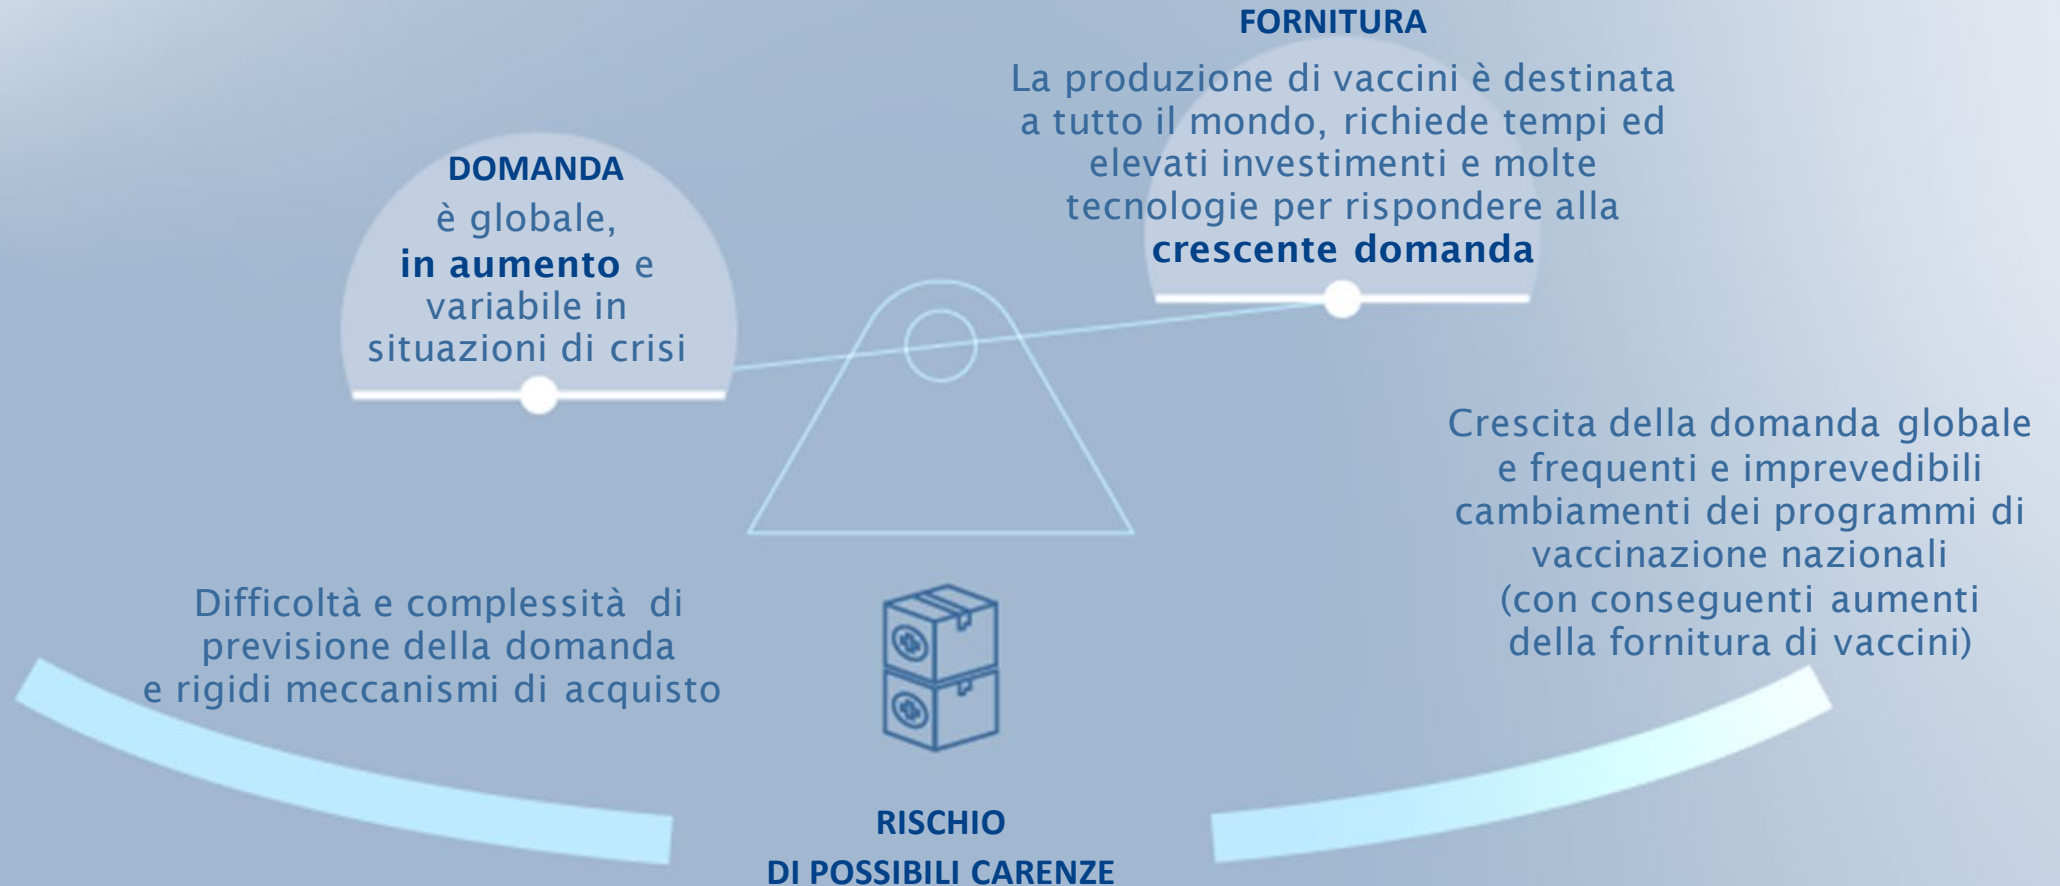 DOMANDA
è globale,
in aumento e
variabile in
situazioni di crisi
FORNITURA
La produzione di vaccini è destinata
a tutto il mondo, richiede tempi ed
elevati investimenti e molte
tecnologie per rispondere alla
crescente domanda
Difficoltà e complessità di
previsione della domanda
e rigidi meccanismi di acquisto
Crescita della domanda globale
e frequenti e imprevedibili
cambiamenti dei programmi di
vaccinazione nazionali
(con conseguenti aumenti
della fornitura di vaccini)
RISCHIO
DI POSSIBILI CARENZE